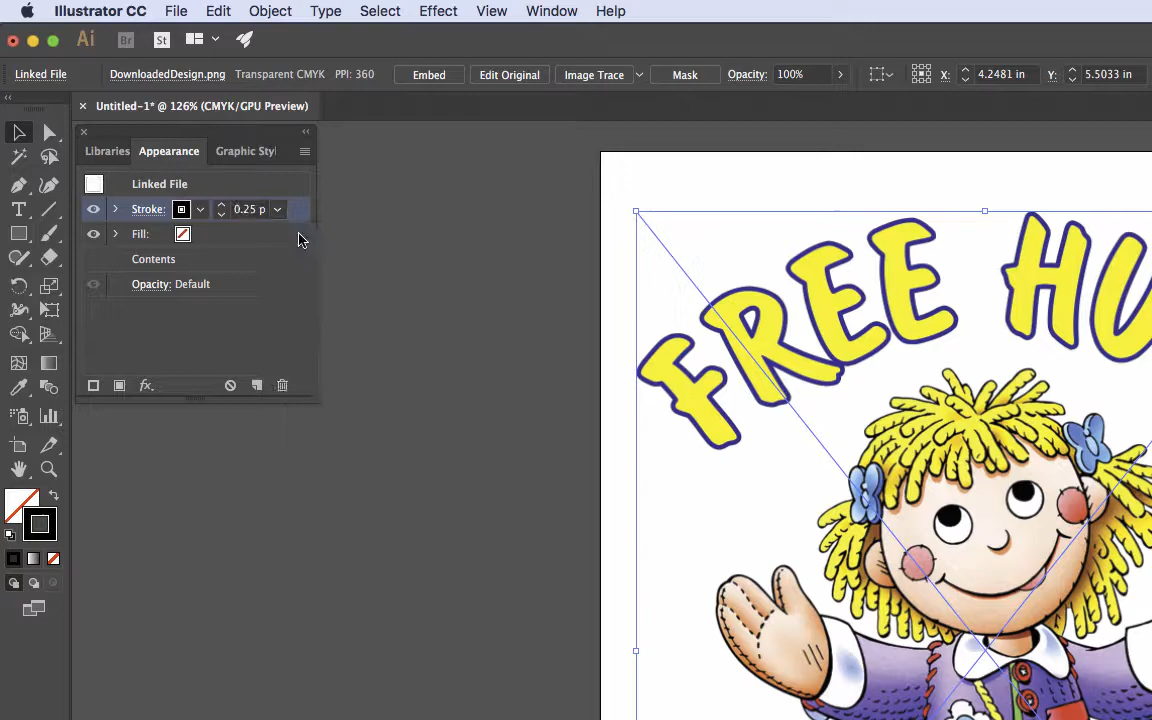 Illustrator CC File Edit Object Type Select Effect View Window Help
Ai Br St
Linked File DownloadedDesign.png Transparent CMYK PPI: 360 Embed Edit Original Image Trace Mask Opacity: 100% X: 4.2481 in Y: 5.5033 in
Untitled-1* @ 126% (CMYK/GPU Preview)
Libraries Appearance Graphic Styl
Linked File
Stroke: 0.25 p
Fill:
Contents
Opacity: Default
fx.
FREE HU